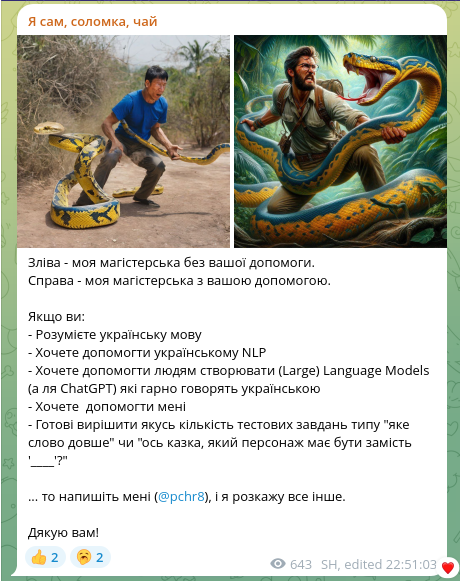 Я сам, соломка, чай
Зліва - моя магістерська без вашої допомоги.
Справа - моя магістерська з вашою допомогою.
Якщо ви:
- Розумієте українську мову
- Хочете допомогти українському NLP
- Хочете допомогти людям створювати (Large) Language Models
(а ля ChatGPT) які гарно говорять українською
- Хочете  допомогти мені
- Готові вирішити якусь кількість тестових завдань типу "яке
слово довше" чи "ось казка, який персонаж має бути замість
'____'?"
... то напишіть мені (@pchr8), і я розкажу все інше.
Дякую вам!
👍 2 🤗 2
643 SH, edited 22:51:03